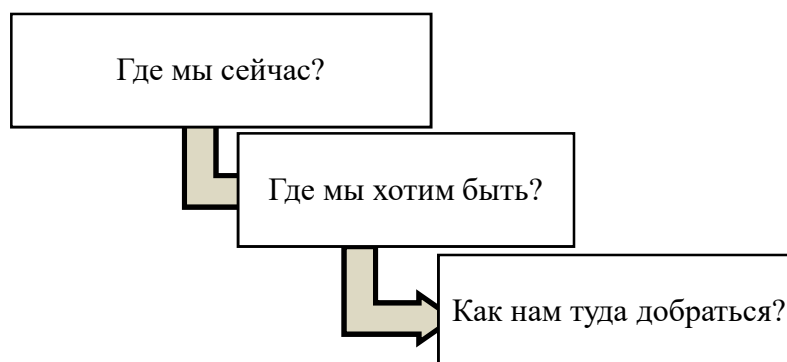 Где мы сейчас?
Где мы хотим быть?
Как нам туда добраться?